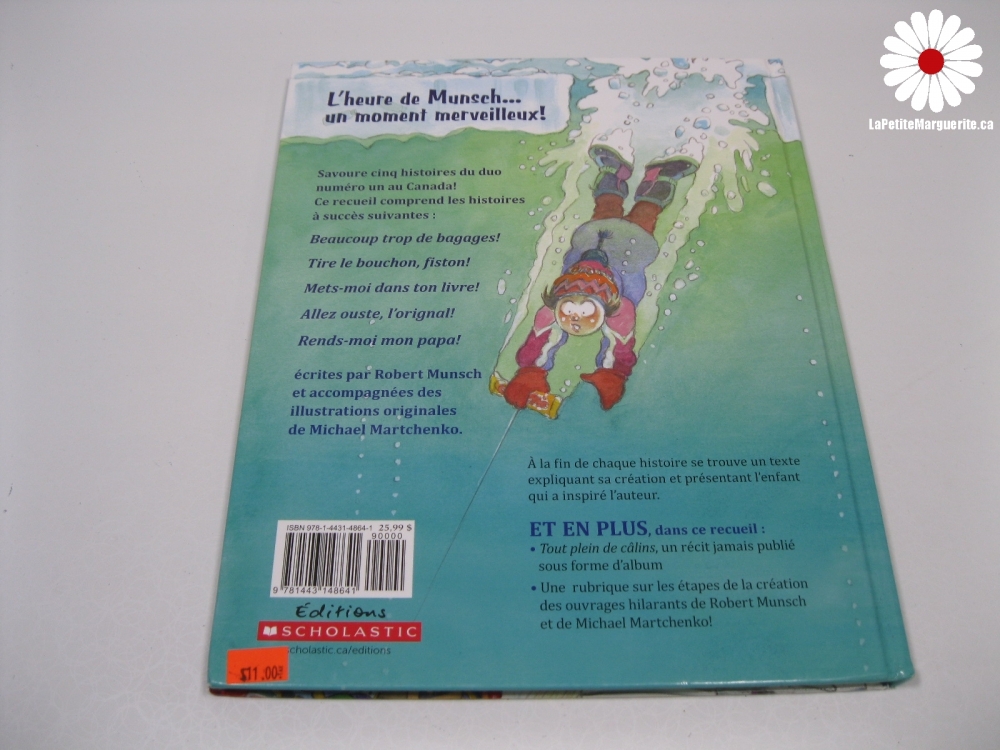 LaPetiteMarguerite.ca
L'heure de Munsch...
un moment merveilleux!
Savoure cinq histoires du duo
numéro un au Canada!
Ce recueil comprend les histoires
à succès suivantes :
Beaucoup trop de bagages!
Tire le bouchon, fiston!
Mets-moi dans ton livre!
Allez ouste, l'orignal!
Rends-moi mon papa!
écrites par Robert Munsch
et accompagnées des
illustrations originales
de Michael Martchenko.
À la fin de chaque histoire se trouve un texte
expliquant sa création et présentant l'enfant
qui a inspiré l'auteur.
ET EN PLUS, dans ce recueil :
• Tout plein de câlins, un récit jamais publié
sous forme d'album
• Une rubrique sur les étapes de la création
des ouvrages hilarants de Robert Munsch
et de Michael Martchenko!
ISBN 978-1-4431-4864-1 25,99 $
90000
9 781443 148641
Éditions
SCHOLASTIC
scholastic.ca/editions
$11.00